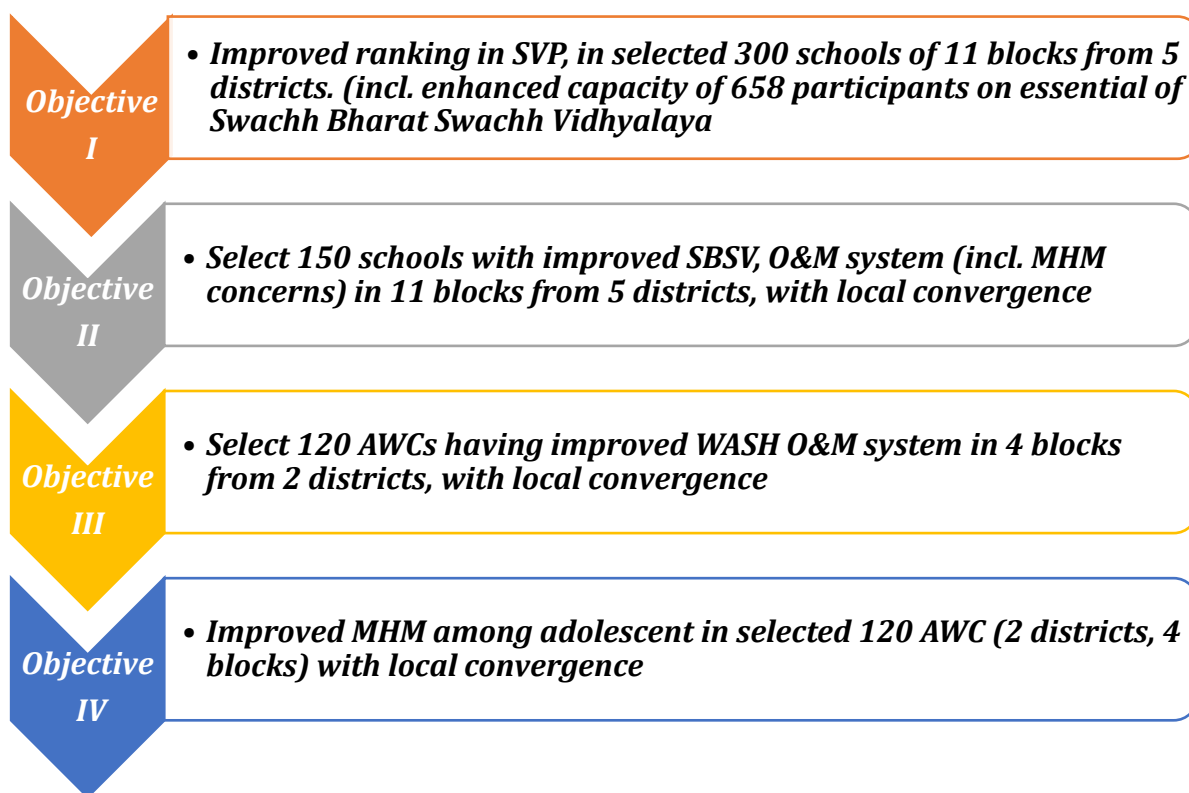 Objective
I
• Improved ranking in SVP, in selected 300 schools of 11 blocks from 5
districts. (incl. enhanced capacity of 658 participants on essential of
Swachh Bharat Swachh Vidhyalaya
Objective
II
• Select 150 schools with improved SBSV, O&M system (incl. MHM
concerns) in 11 blocks from 5 districts, with local convergence
Objective
III
• Select 120 AWCs having improved WASH O&M system in 4 blocks
from 2 districts, with local convergence
Objective
IV
• Improved MHM among adolescent in selected 120 AWC (2 districts, 4
blocks) with local convergence